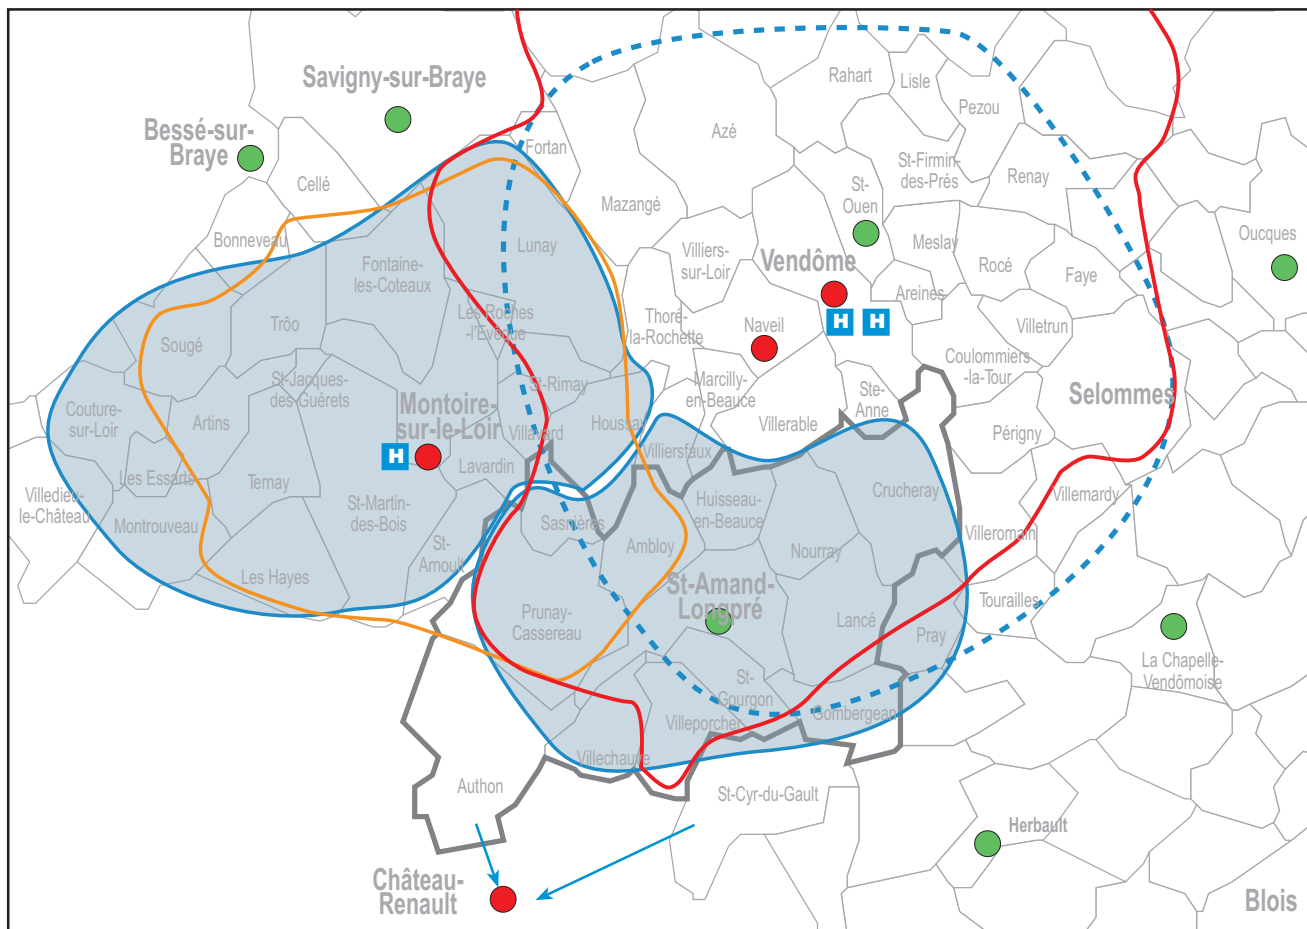 Rahart
Lisle
Savigny-sur-Braye
Pezou
Azé
Bessé-sur-
Braye
Fortan
St-Firmin-
des-Prés
Cellé
St-
Ouen
Renay
Mazangé
Bonneveau
Lunay
Villiers-
sur-Loir
Vendôme
Meslay
Oucques
Fontaine-
les-Coteaux
Rocé
Faye
Areines
Trôo
Les Roches
-l'Evêque
Thoré-
la-Rochette
Naveil
H
H
Villetrun
Sougé
Coulommiers
-la-Tour
St-Jacques-
des-Guérets
St-Rimay
Marcilly-
en-Beauce
Ste-
Anne
Selommes
Couture-
sur-Loir
Artins
Montoire-
sur-le-Loir
Houssay
Villerable
Villavard
Périgny
H
Lavardin
Villiersfaux
Les Essarts
Ternay
Villedieu-
le-Château
St-Martin-
des-Bois
Huisseau-
en-Beauce
Crucheray
Villemardy
Montrouveau
Sasnières
Villeromain
St-
Arnoult
Ambloy
Nourray
Les Hayes
St-Amand-
Longpré
Prunay-
Cassereau
Tourailles
Lancé
Pray
La Chapelle-
Vendômoise
St-
Gourgon
Villeporcher
Gombergean
Villechauve
Authon
St-Cyr-du-Gault
Herbault
Château-
Renault
Blois